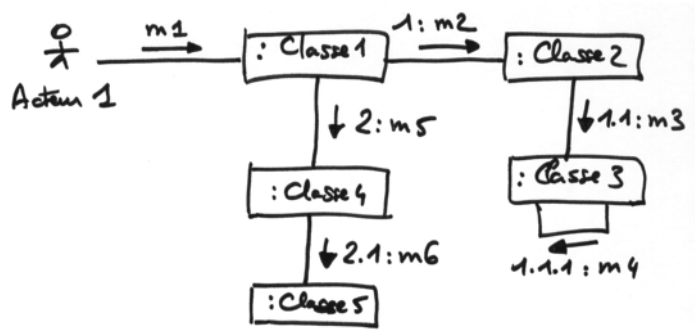 m1
1: m2
: Classe 1
: Classe 2
Acteur 1
2: m5
1.1: m3
: Classe 4
: Classe 3
2.1: m6
1.1.1: m4
: Classe 5